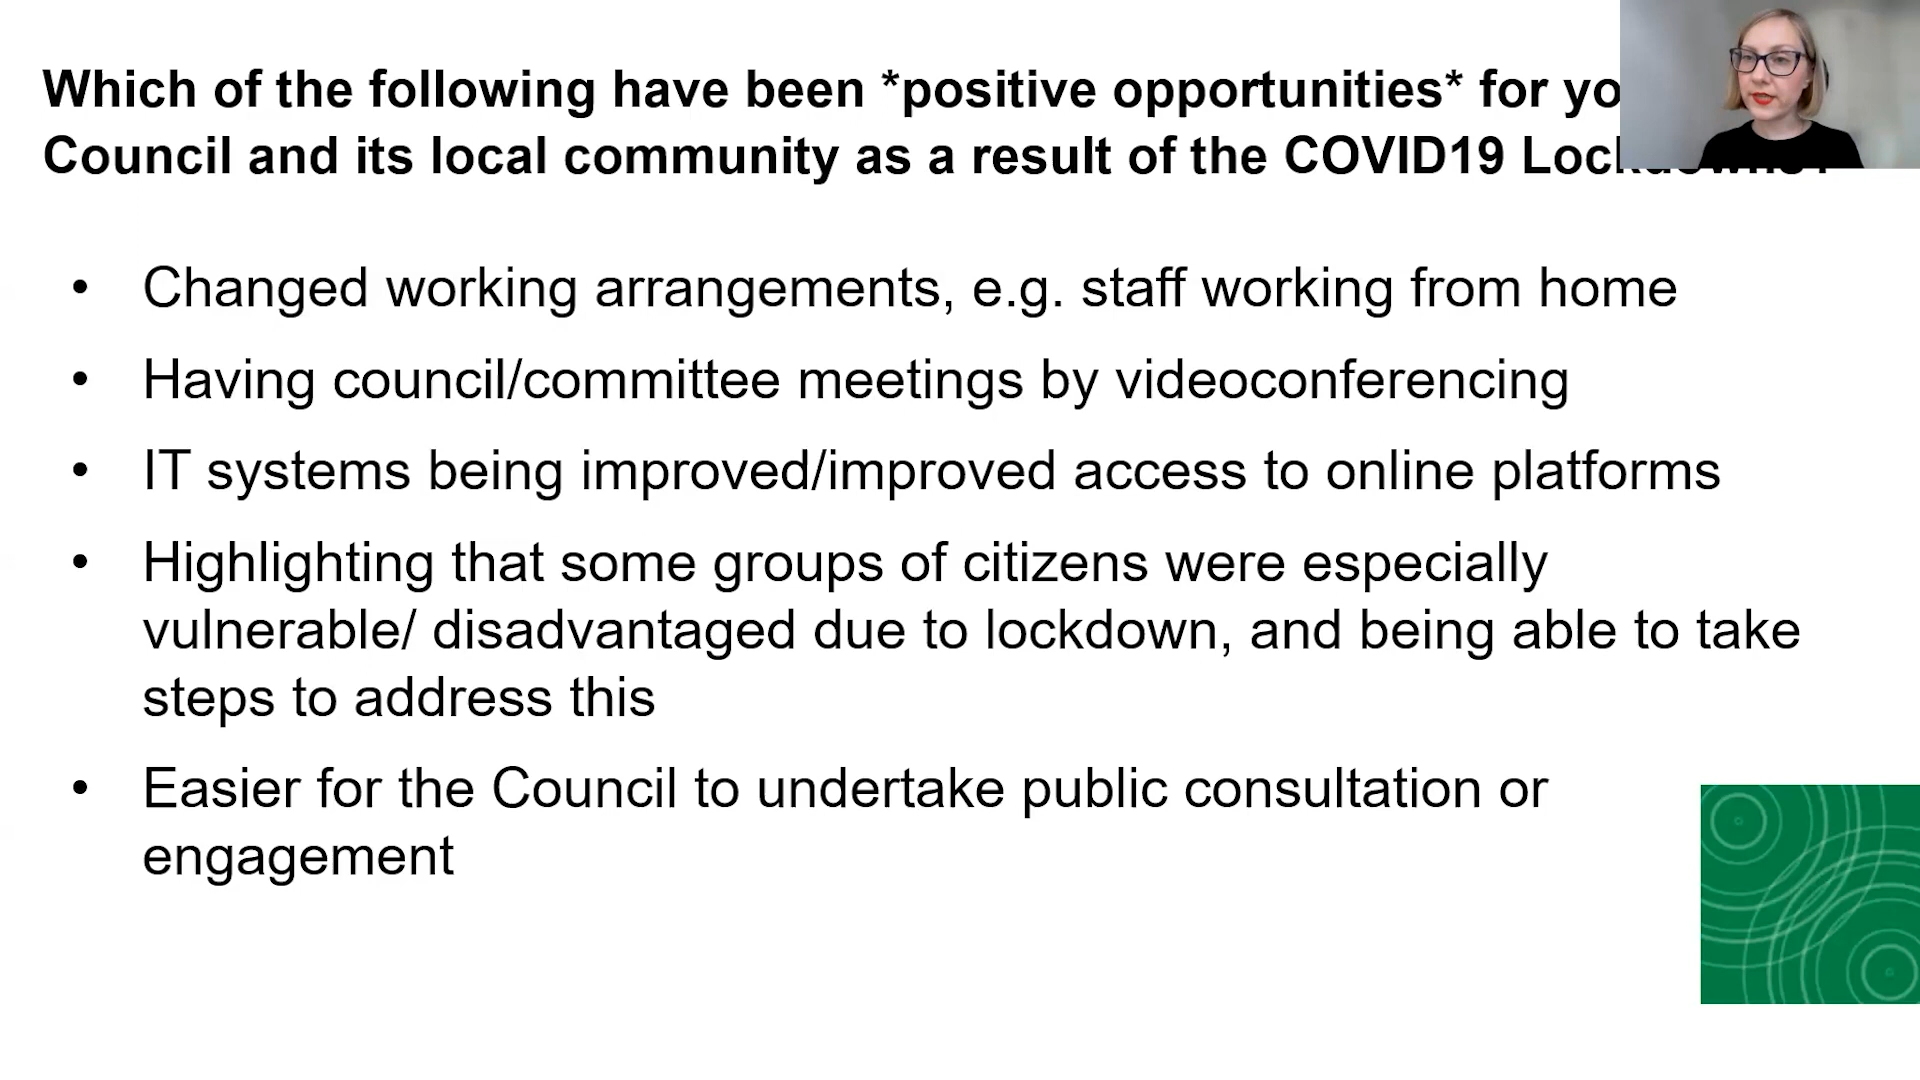 Which of the following have been *positive opportunities* for
Council and its local community as a result of the COVID19
• Changed working arrangements, e.g. staff working from home
• Having council/committee meetings by videoconferencing
• IT systems being improved/improved access to online platforms
• Highlighting that some groups of citizens were especially
vulnerable/ disadvantaged due to lockdown, and being able to take
steps to address this
• Easier for the Council to undertake public consultation or
engagement